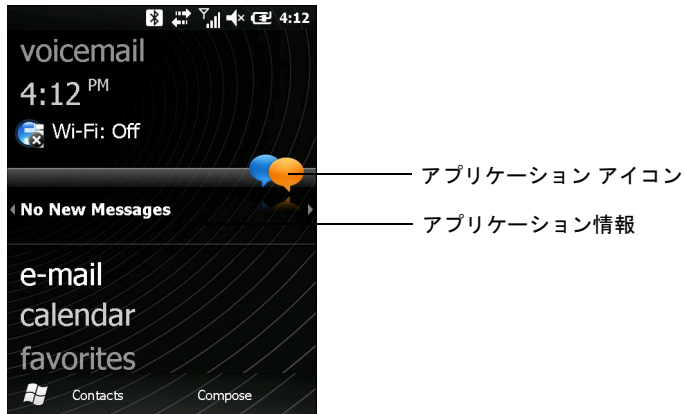 4:12
voicemail
4:12 PM
Wi-Fi: Off
アプリケーション アイコン
No New Messages
アプリケーション情報
e-mail
calendar
favorites
Contacts Compose